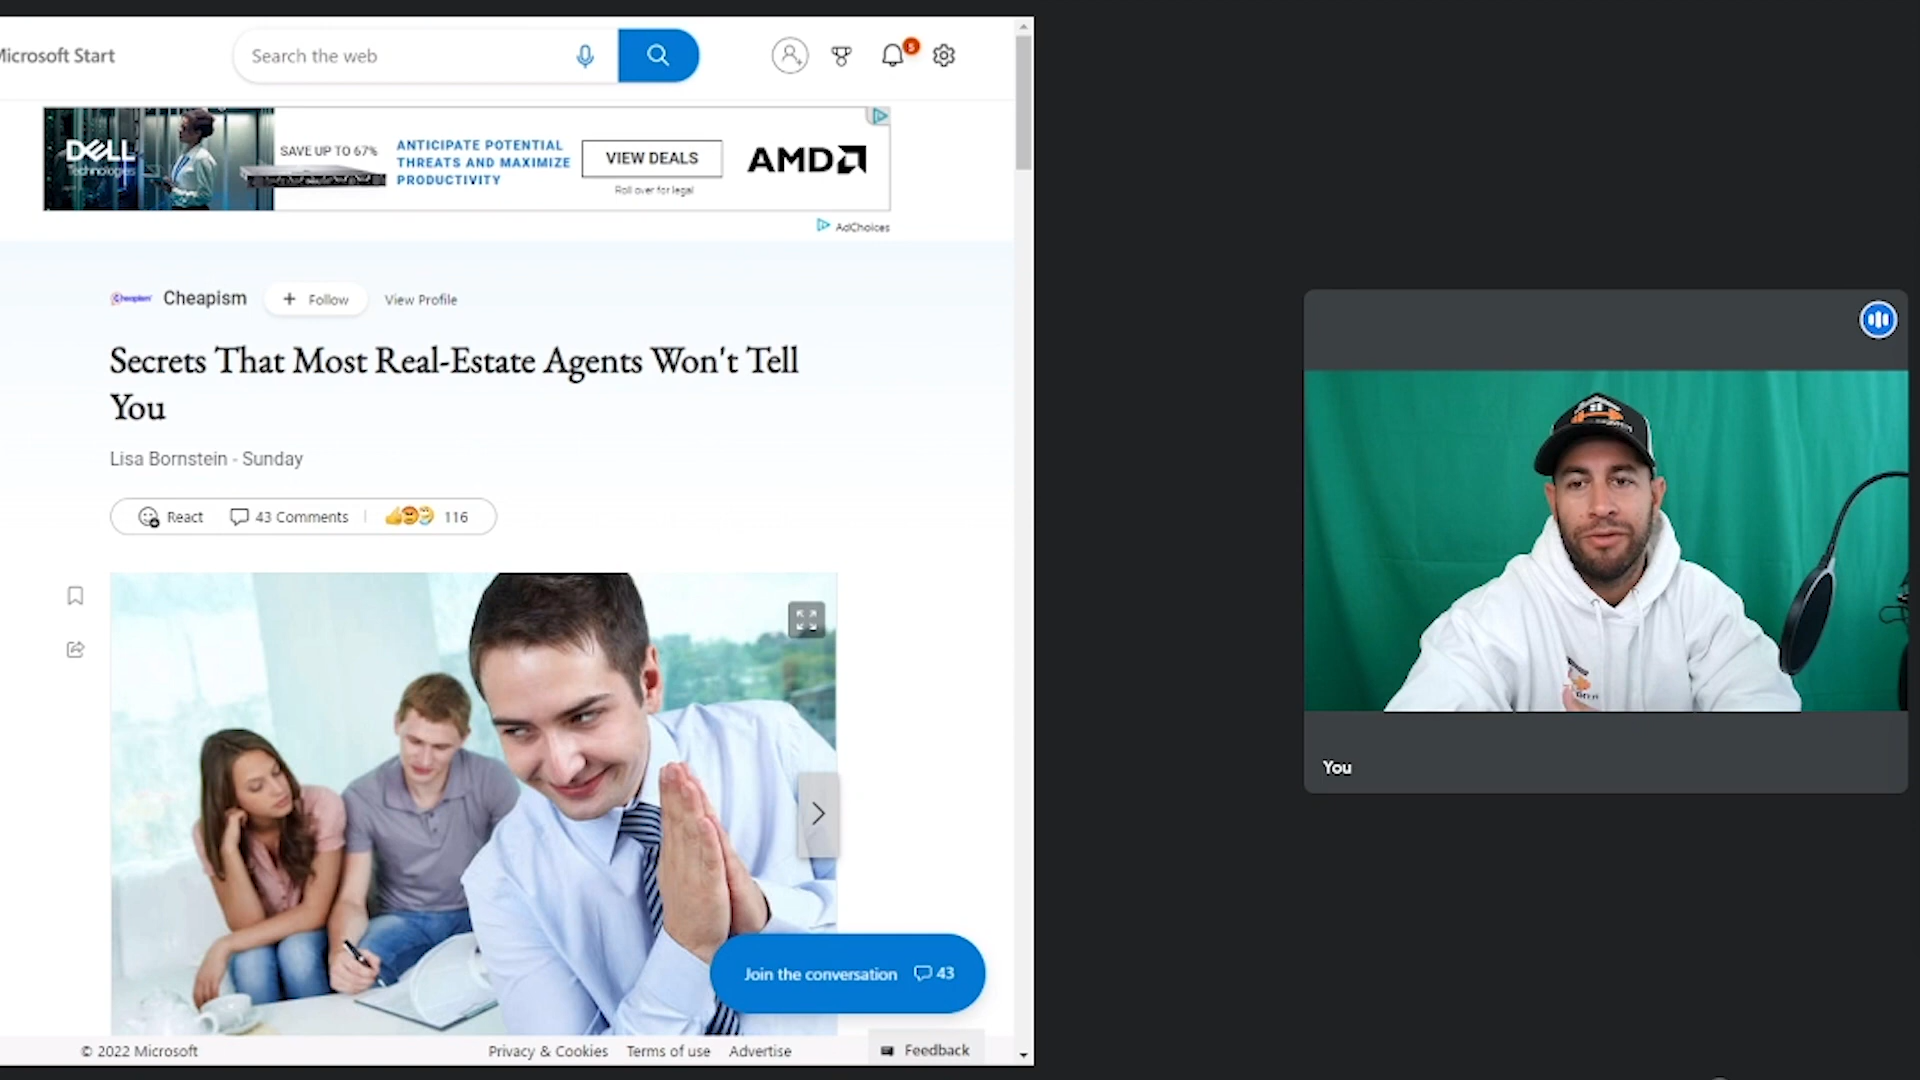 Microsoft Start
Search the web
5
DELL
Technologies
SAVE UP TO 67%
ANTICIPATE POTENTIAL
THREATS AND MAXIMIZE
PRODUCTIVITY
VIEW DEALS
Roll over for legal
AMD
AdChoices
Cheapism
Cheapism
+ Follow
View Profile
Secrets That Most Real-Estate Agents Won't Tell
You
Lisa Bornstein - Sunday
React
43 Comments
116
Join the conversation 43
© 2022 Microsoft
Privacy & Cookies
Terms of use
Advertise
Feedback
You